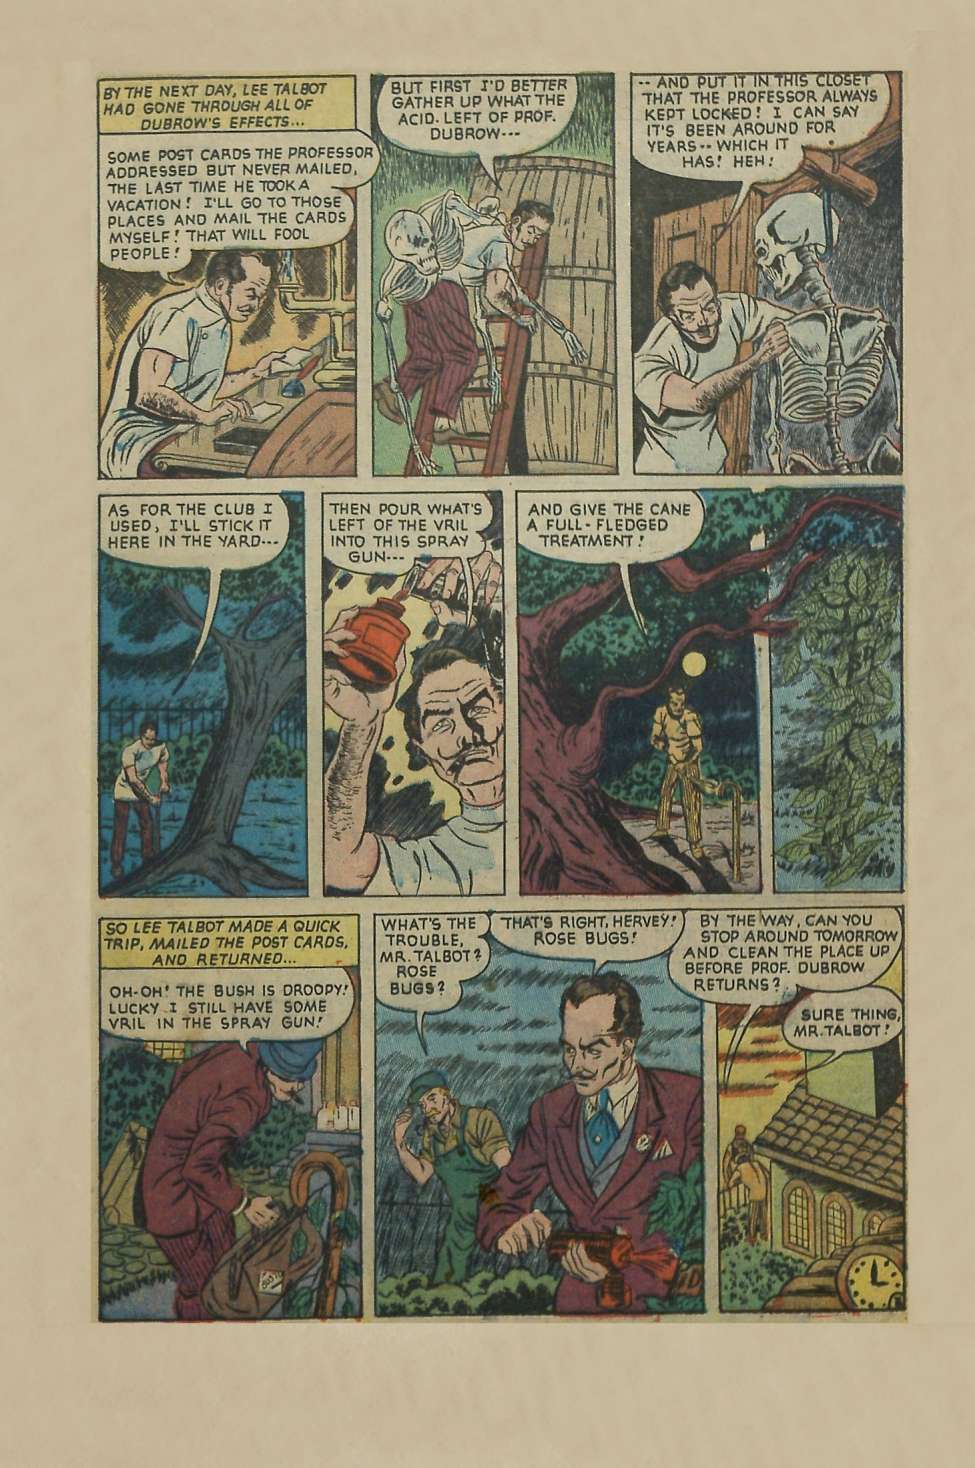 BY THE NEXT DAY, LEE TALBOT
HAD GONE THROUGH ALL OF
DUBROW'S EFFECTS...
SOME POST CARDS THE PROFESSOR
ADDRESSED BUT NEVER MAILED,
THE LAST TIME HE TOOK A
VACATION! I'LL GO TO THOSE
PLACES AND MAIL THE CARDS
MYSELF! THAT WILL FOOL
PEOPLE!
BUT FIRST I'D BETTER
GATHER UP WHAT THE
ACID. LEFT OF PROF.
DUBROW---
-- AND PUT IT IN THIS CLOSET
THAT THE PROFESSOR ALWAYS
KEPT LOCKED! I CAN SAY
IT'S BEEN AROUND FOR
YEARS-- WHICH IT
HAS! HEH!
AS FOR THE CLUB I
USED, I'LL STICK IT
HERE IN THE YARD---
THEN POUR WHAT'S
LEFT OF THE VRIL
INTO THIS SPRAY
GUN---
AND GIVE THE CANE
A FULL-FLEDGED
TREATMENT!
SO LEE TALBOT MADE A QUICK
TRIP, MAILED THE POST CARDS,
AND RETURNED...
OH-OH! THE BUSH IS DROOPY!
LUCKY I STILL HAVE SOME
VRIL IN THE SPRAY GUN!
WHAT'S THE
TROUBLE,
MR. TALBOT?
ROSE
BUGS?
THAT'S RIGHT, HERVEY!
ROSE BUGS!
BY THE WAY, CAN YOU
STOP AROUND TOMORROW
AND CLEAN THE PLACE UP
BEFORE PROF. DUBROW
RETURNS?
SURE THING,
MR. TALBOT!